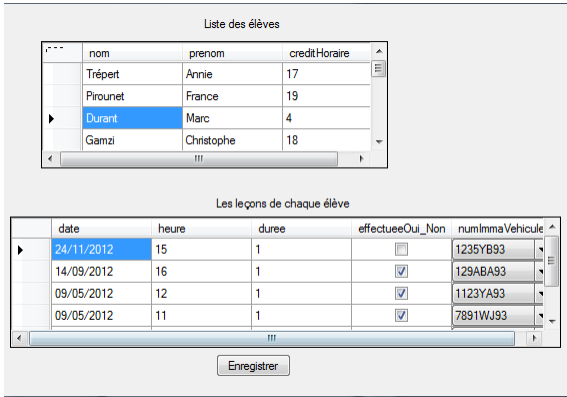 Liste des élèves
nom prenom creditHoraire
Trépert Annie 17
Pirounet France 19
Durant Marc 4
Gamzi Christophe 18
Les leçons de chaque élève
date heure duree effectueeOui_Non numImmaVehicule
24/11/2012 15 1 1235YB93
14/09/2012 16 1 129ABA93
09/05/2012 12 1 1123YA93
09/05/2012 11 1 7891WJ93
Enregistrer